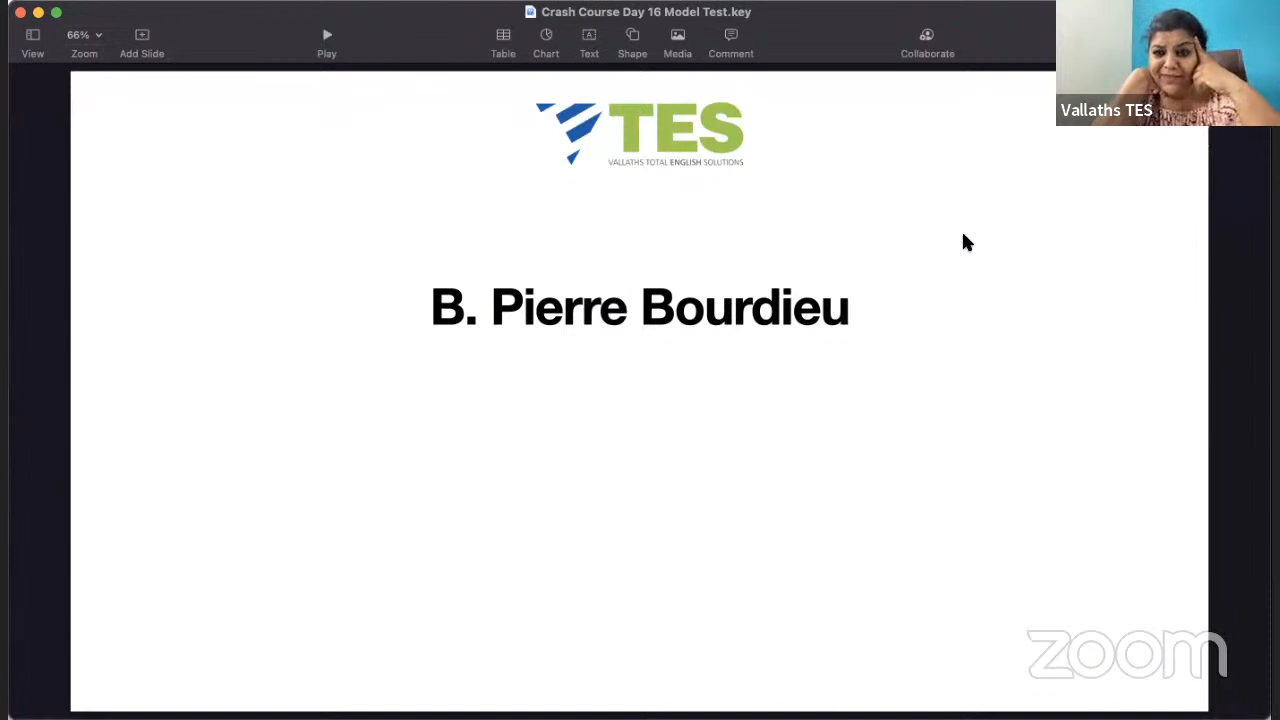 Crash Course Day 16 Model Test.key
66%
View
Zoom
Add Slide
Play
Table
Chart
Text
Shape
Media
Comment
Collaborate
Vallaths TES
TES
VALLATHS TOTAL ENGLISH SOLUTIONS
B. Pierre Bourdieu
zoom